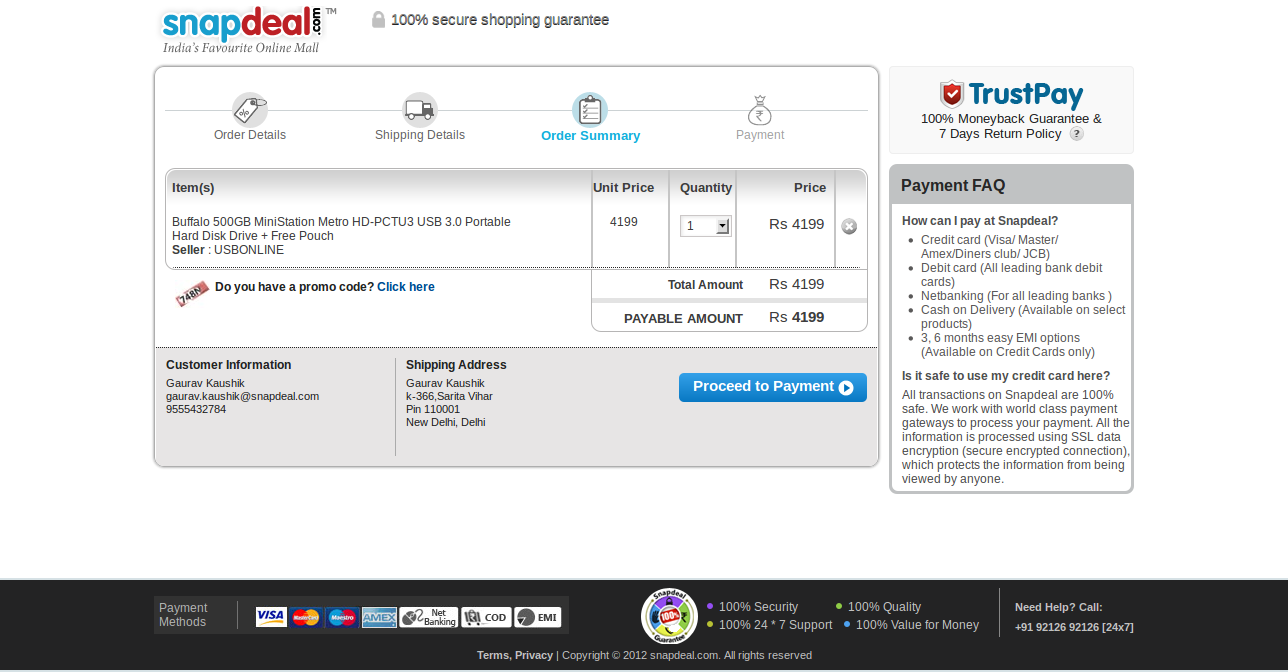 snapdeal.com™
India's Favourite Online Mall
100% secure shopping guarantee
Order Details
Shipping Details
Order Summary
Payment
Item(s) Unit Price Quantity Price
Buffalo 500GB MiniStation Metro HD-PCTU3 USB 3.0 Portable 4199 1 Rs 4199
Hard Disk Drive + Free Pouch
Seller : USBONLINE
748N Do you have a promo code? Click here
Total Amount Rs 4199
PAYABLE AMOUNT Rs 4199
Customer Information
Gaurav Kaushik
gaurav.kaushik@snapdeal.com
9555432784
Shipping Address
Gaurav Kaushik
k-366,Sarita Vihar
Pin 110001
New Delhi, Delhi
Proceed to Payment
TrustPay
100% Moneyback Guarantee &
7 Days Return Policy ?
Payment FAQ
How can I pay at Snapdeal?
Credit card (Visa/ Master/
Amex/Diners club/ JCB)
Debit card (All leading bank debit
cards)
Netbanking (For all leading banks )
Cash on Delivery (Available on select
products)
3, 6 months easy EMI options
(Available on Credit Cards only)
Is it safe to use my credit card here?
All transactions on Snapdeal are 100%
safe. We work with world class payment
gateways to process your payment. All the
information is processed using SSL data
encryption (secure encrypted connection),
which protects the information from being
viewed by anyone.
Payment
Methods
VISA MasterCard Maestro AMEX Net Banking COD EMI
Snapdeal
100%
Guarantee
100% Security 100% Quality
100% 24 * 7 Support 100% Value for Money
Need Help? Call:
+91 92126 92126 [24x7]
Terms, Privacy | Copyright © 2012 snapdeal.com. All rights reserved